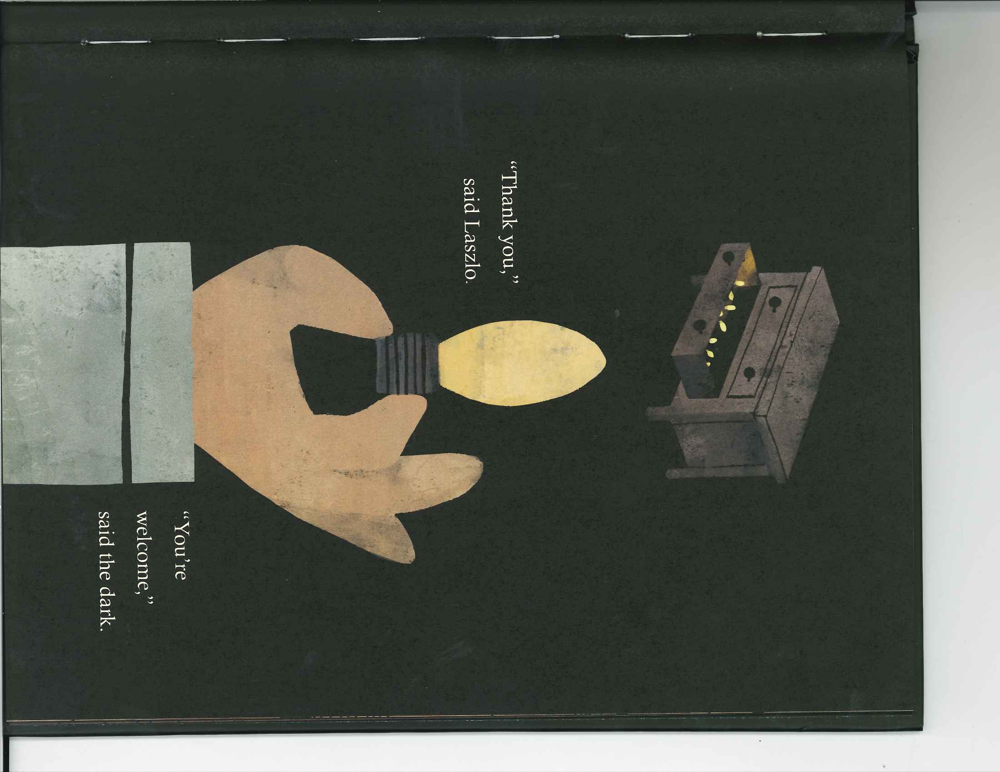 “Thank you,”
said Laszlo.
“You’re
welcome,”
said the dark.